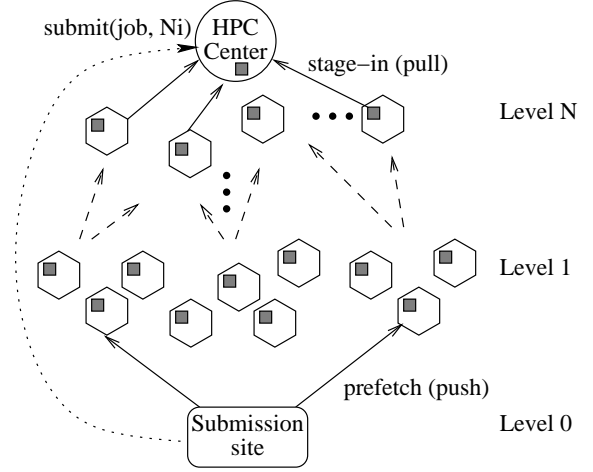 submit(job, Ni)
HPC
Center
stage−in (pull)
Level N
Level 1
prefetch (push)
Submission
site
Level 0